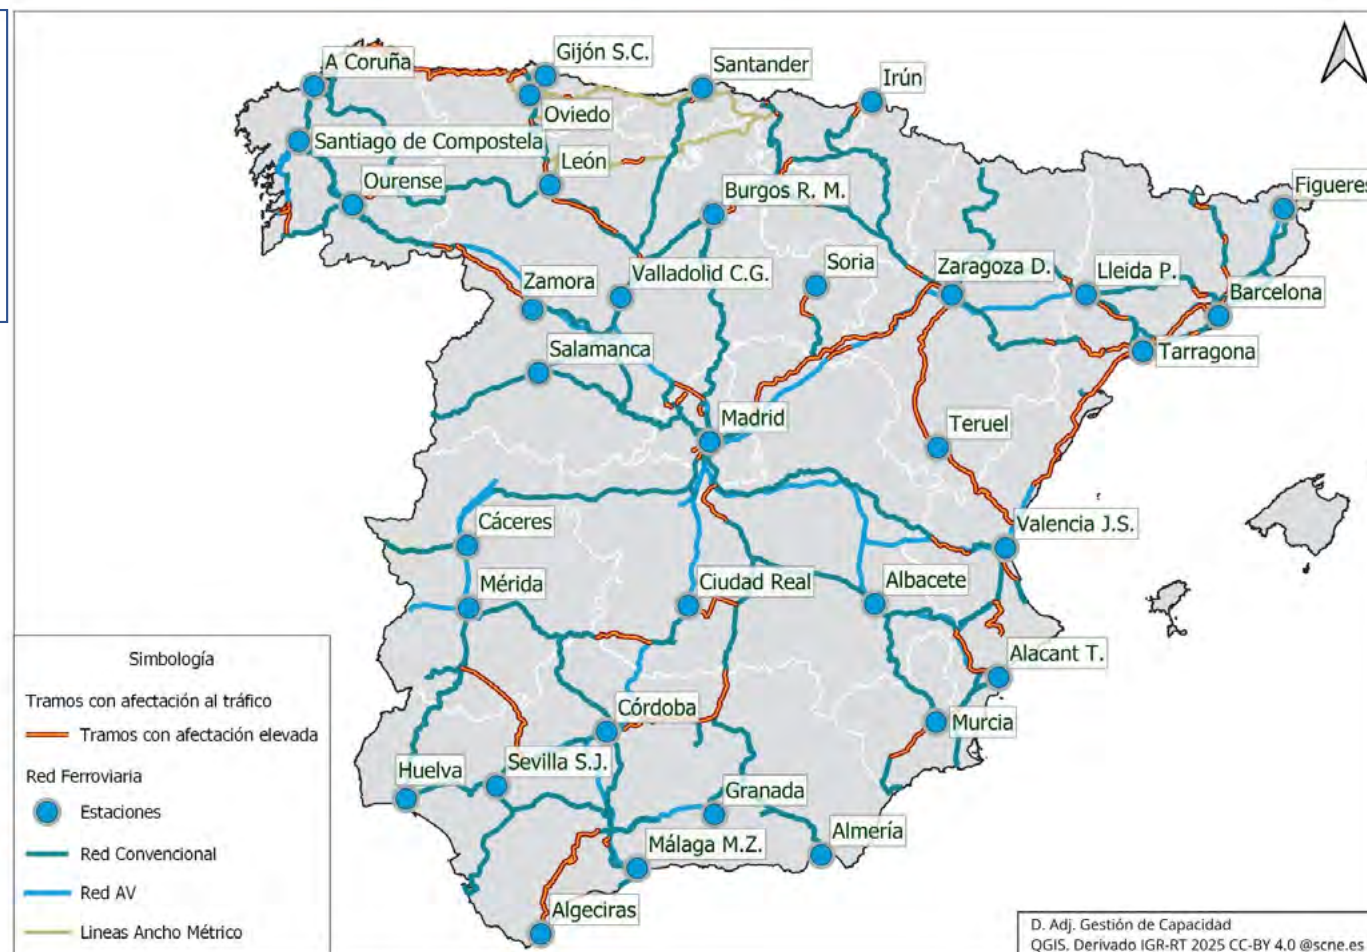 A Coruña
Gijón S.C.
Santander
Irún
Oviedo
Santiago de Compostela
León
Ourense
Burgos R. M.
Figueres
Zamora
Valladolid C.G.
Soria
Zaragoza D.
Lleida P.
Barcelona
Salamanca
Tarragona
Madrid
Teruel
Cáceres
Valencia J.S.
Mérida
Ciudad Real
Albacete
Alacant T.
Córdoba
Murcia
Huelva
Sevilla S.J.
Granada
Almería
Málaga M.Z.
Algeciras
Simbología
Tramos con afectación al tráfico
Tramos con afectación elevada
Red Ferroviaria
Estaciones
Red Convencional
Red AV
Lineas Ancho Métrico
D. Adj. Gestión de Capacidad
QGIS. Derivado IGR-RT 2025 CC-BY 4.0 @scne.es